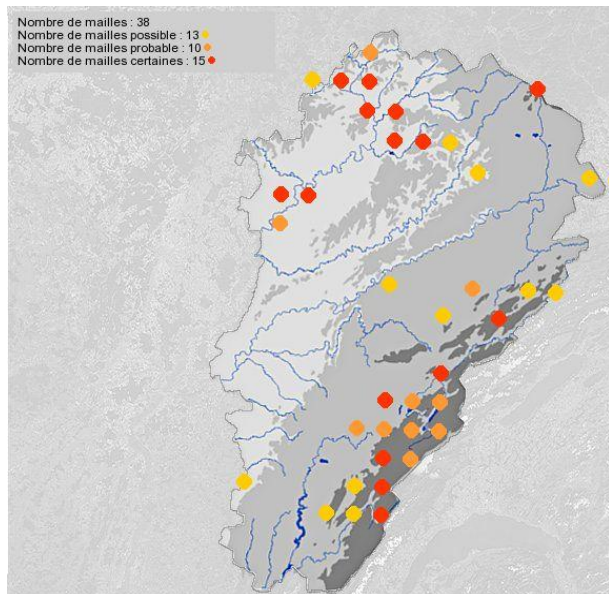 Nombre de mailles : 38
Nombre de mailles possible : 13
Nombre de mailles probable : 10
Nombre de mailles certaines : 15